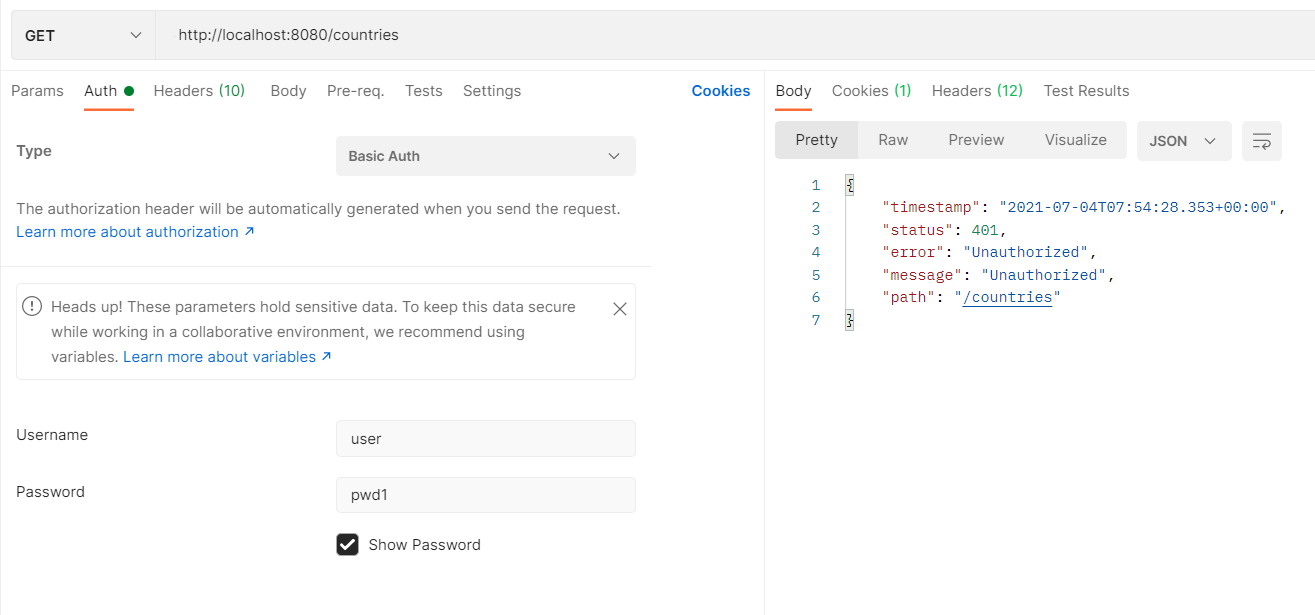 GET
http://localhost:8080/countries
Params Auth Headers (10) Body Pre-req. Tests Settings Cookies
Type
Basic Auth
The authorization header will be automatically generated when you send the request.
Learn more about authorization ↗
Heads up! These parameters hold sensitive data. To keep this data secure
while working in a collaborative environment, we recommend using
variables. Learn more about variables ↗
Username
user
Password
pwd1
Show Password
Body Cookies (1) Headers (12) Test Results
Pretty Raw Preview Visualize JSON
1 {
2 "timestamp": "2021-07-04T07:54:28.353+00:00",
3 "status": 401,
4 "error": "Unauthorized",
5 "message": "Unauthorized",
6 "path": "/countries"
7 }